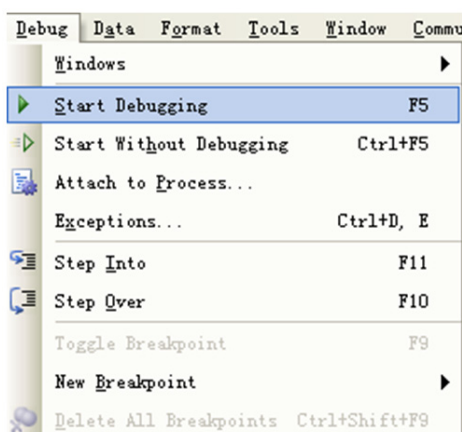 Debug Data Format Tools Window Commu
Windows
Start Debugging F5
Start Without Debugging Ctrl+F5
Attach to Process...
Exceptions... Ctrl+D, E
Step Into F11
Step Over F10
Toggle Breakpoint F9
New Breakpoint
Delete All Breakpoints Ctrl+Shift+F9